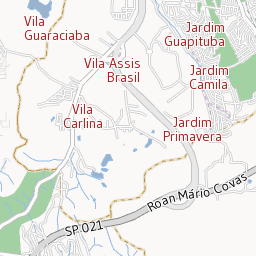 Vila
Guaraciaba
Jardim
Guapituba
Vila Assis
Brasil
Jardim
Camila
Vila
Carlina
Jardim
Primavera
Roan Mário Covas
SP 021